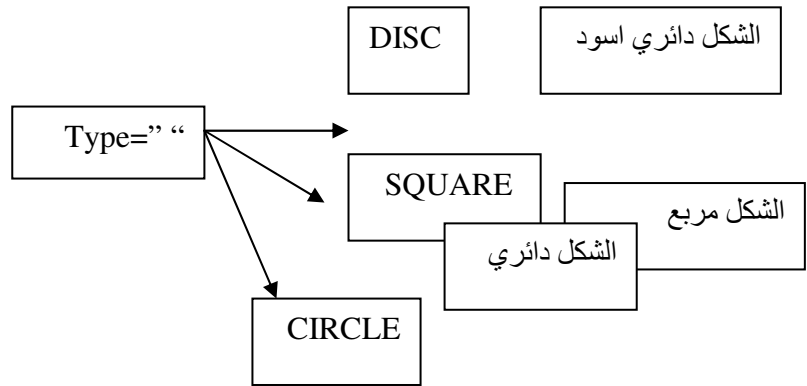 DISC
الشكل دائري اسود
Type=” “
SQUARE
الشكل مربع
الشكل دائري
CIRCLE